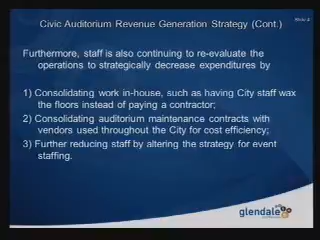 Slide 4
Civic Auditorium Revenue Generation Strategy (Cont.)
Furthermore, staff is also continuing to re-evaluate the
operations to strategically decrease expenditures by
1) Consolidating work in-house, such as having City staff wax
the floors instead of paying a contractor;
2) Consolidating auditorium maintenance contracts with
vendors used throughout the City for cost efficiency;
3) Further reducing staff by altering the strategy for event
staffing.
glendale